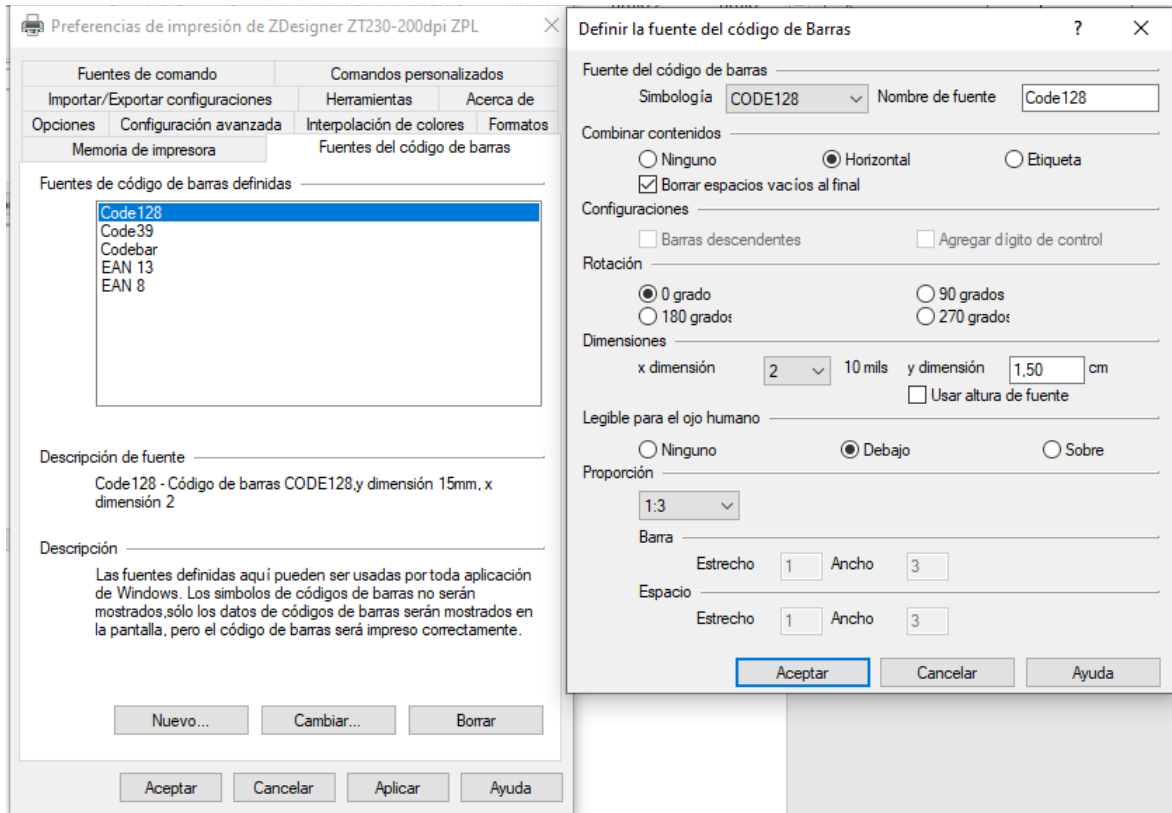 Preferencias de impresión de ZDesigner ZT230-200dpi ZPL
Fuentes de comando
Comandos personalizados
Importar/Exportar configuraciones
Herramientas
Acerca de
Opciones
Configuración avanzada
Interpolación de colores
Formatos
Memoria de impresora
Fuentes del código de barras
Fuentes de código de barras definidas
Code128
Code39
Codebar
EAN 13
EAN 8
Descripción de fuente
Code128 - Código de barras CODE128,y dimensión 15mm, x
dimensión 2
Descripción
Las fuentes definidas aquí pueden ser usadas por toda aplicación
de Windows. Los simbolos de códigos de barras no serán
mostrados,sólo los datos de códigos de barras serán mostrados en
la pantalla, pero el código de barras será impreso correctamente.
Nuevo...
Cambiar...
Borrar
Aceptar
Cancelar
Aplicar
Ayuda
Definir la fuente del código de Barras
?
Fuente del código de barras
Simbología CODE128 Nombre de fuente Code128
Combinar contenidos
Ninguno Horizontal Etiqueta
Borrar espacios vacíos al final
Configuraciones
Barras descendentes Agregar dígito de control
Rotación
0 grado 90 grados
180 grados 270 grados
Dimensiones
x dimensión 2 10 mils y dimensión 1,50 cm
Usar altura de fuente
Legible para el ojo humano
Ninguno Debajo Sobre
Proporción
1:3
Barra
Estrecho 1 Ancho 3
Espacio
Estrecho 1 Ancho 3
Aceptar Cancelar Ayuda